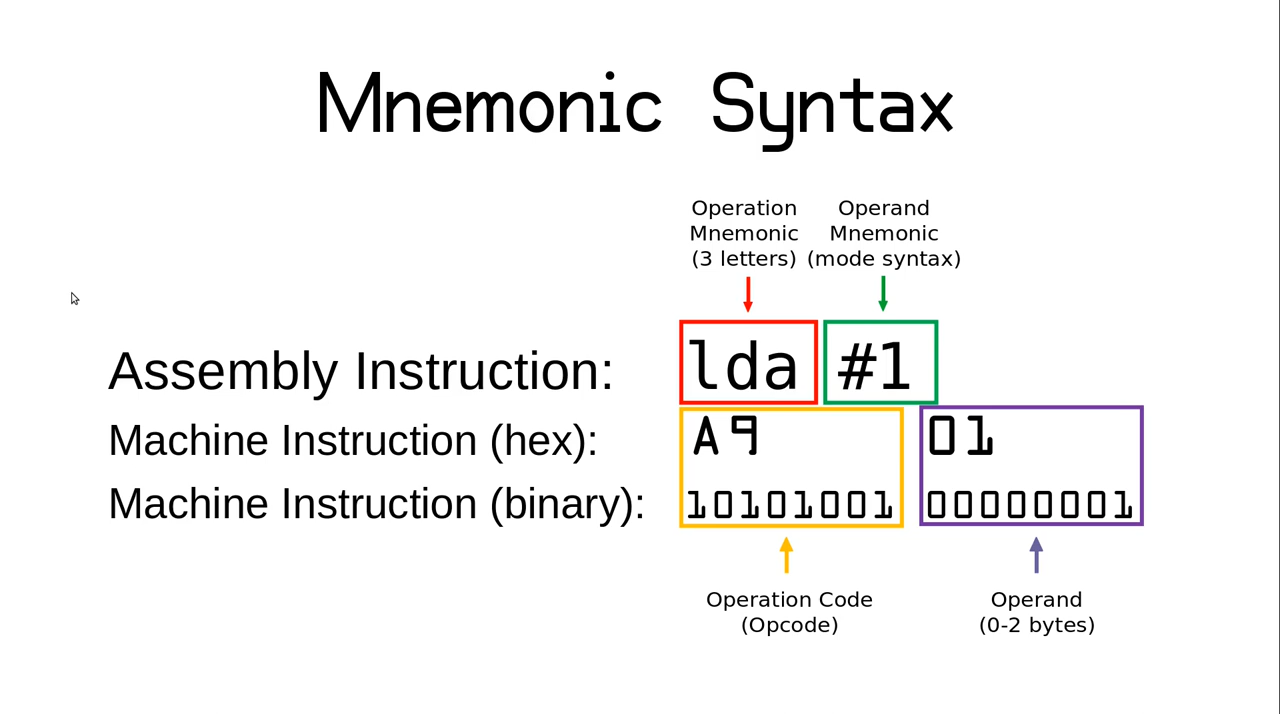 Mnemonic Syntax
Operation Operand
Mnemonic Mnemonic
(3 letters) (mode syntax)
Assembly Instruction: lda #1
Machine Instruction (hex): A9 01
Machine Instruction (binary): 10101001 00000001
Operation Code Operand
(Opcode) (0-2 bytes)